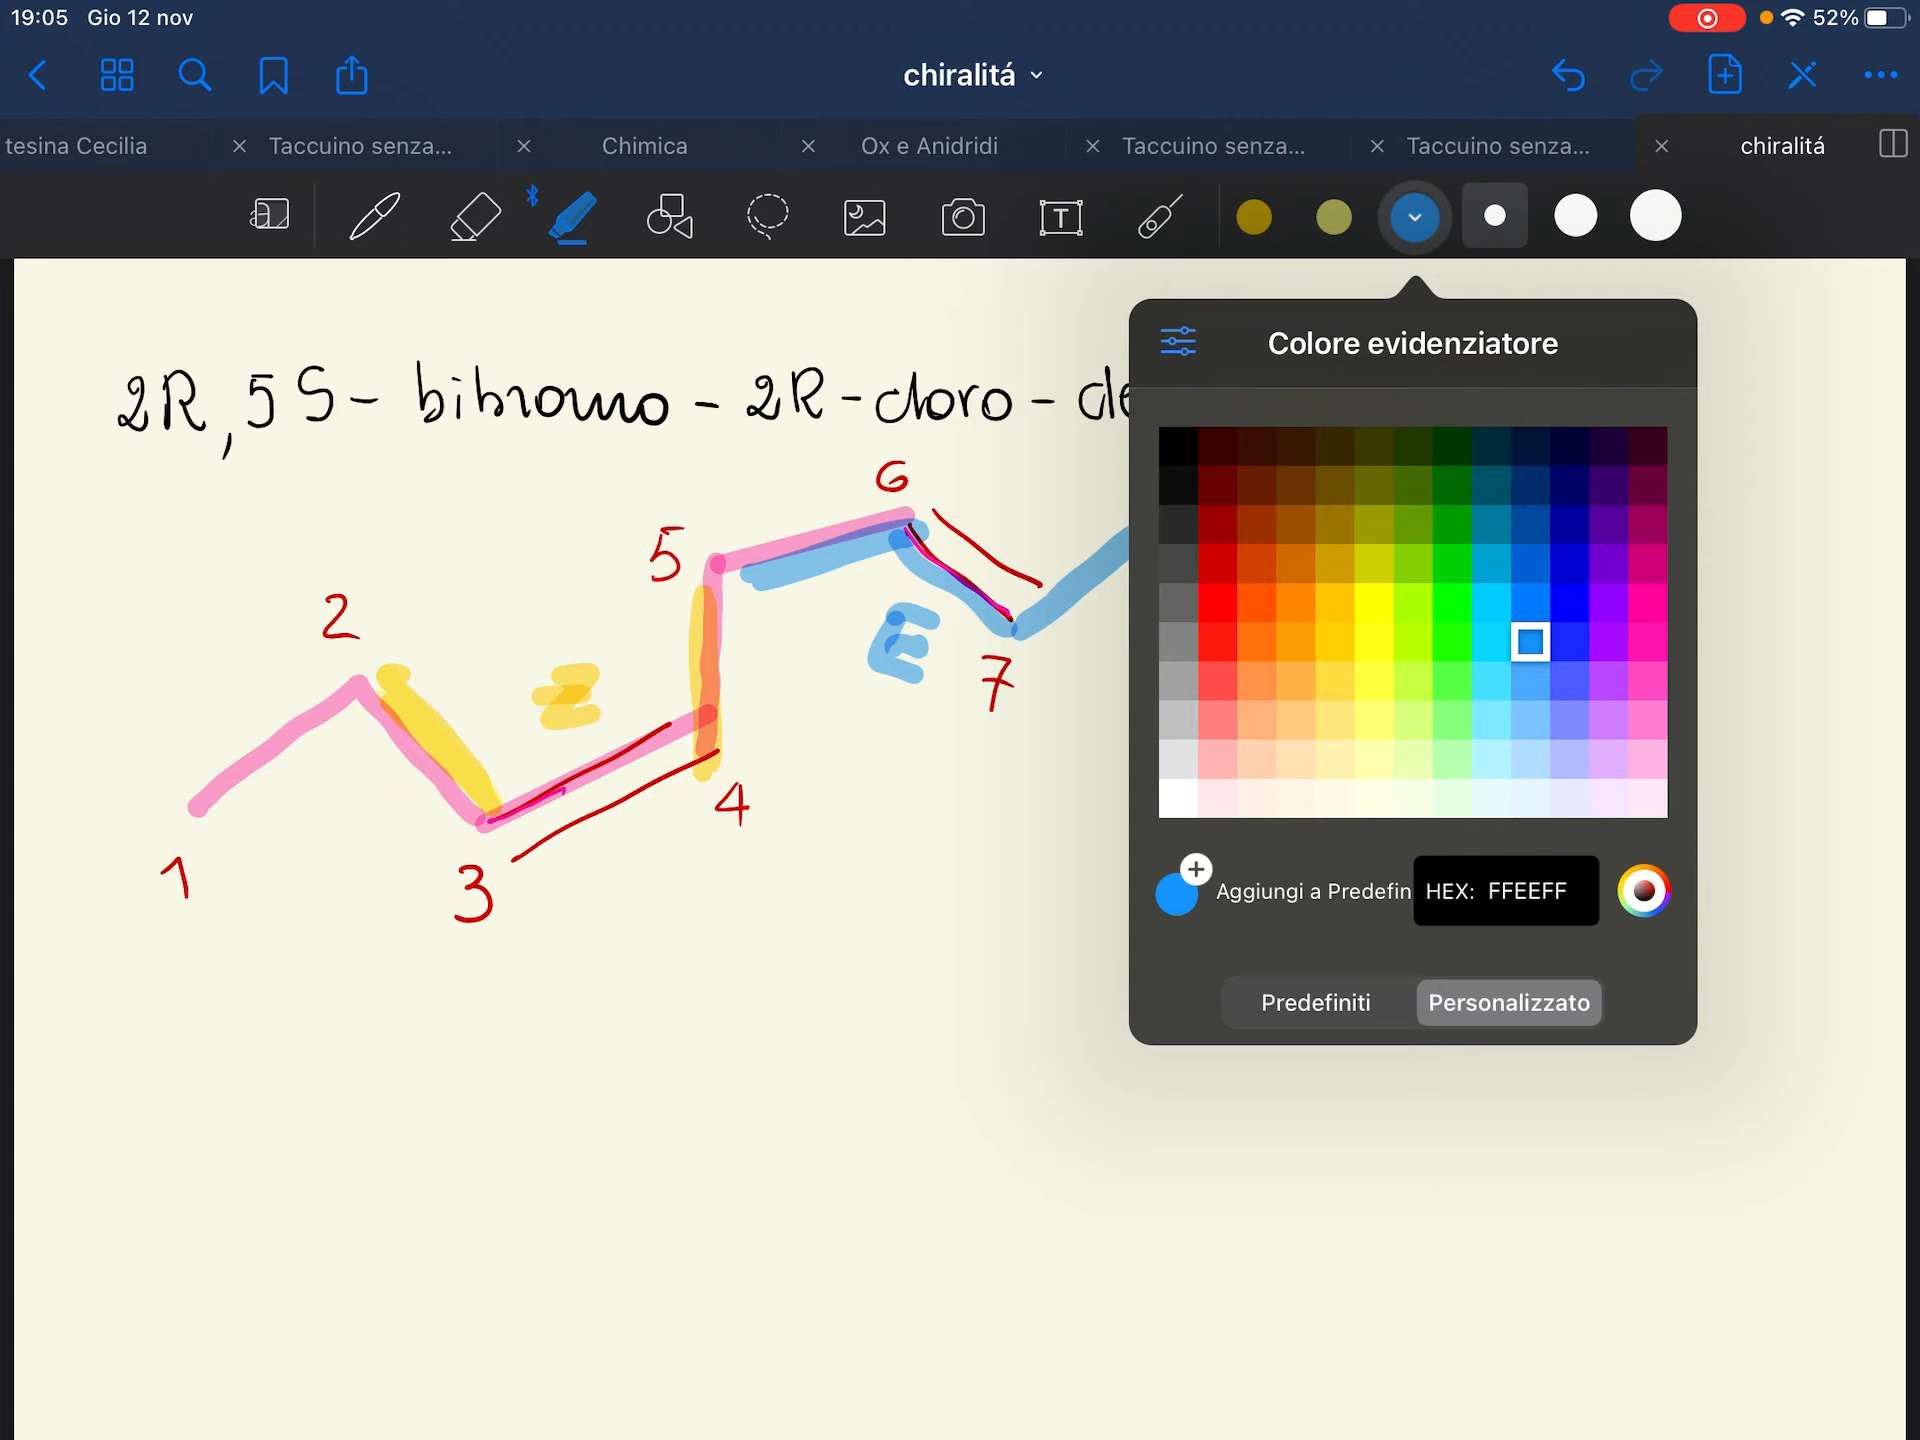 19:05 Gio 12 nov
52%
chiralitá
tesina Cecilia
Taccuino senza...
Chimica
Ox e Anidridi
Taccuino senza...
Taccuino senza...
chiralitá
a
T
2R, 5S - bibromo - 2R - cloro - de
Colore evidenziatore
6
5
2
Z
E
7
4
1
3
Aggiungi a Predefin
HEX: FFEEFF
Predefiniti
Personalizzato